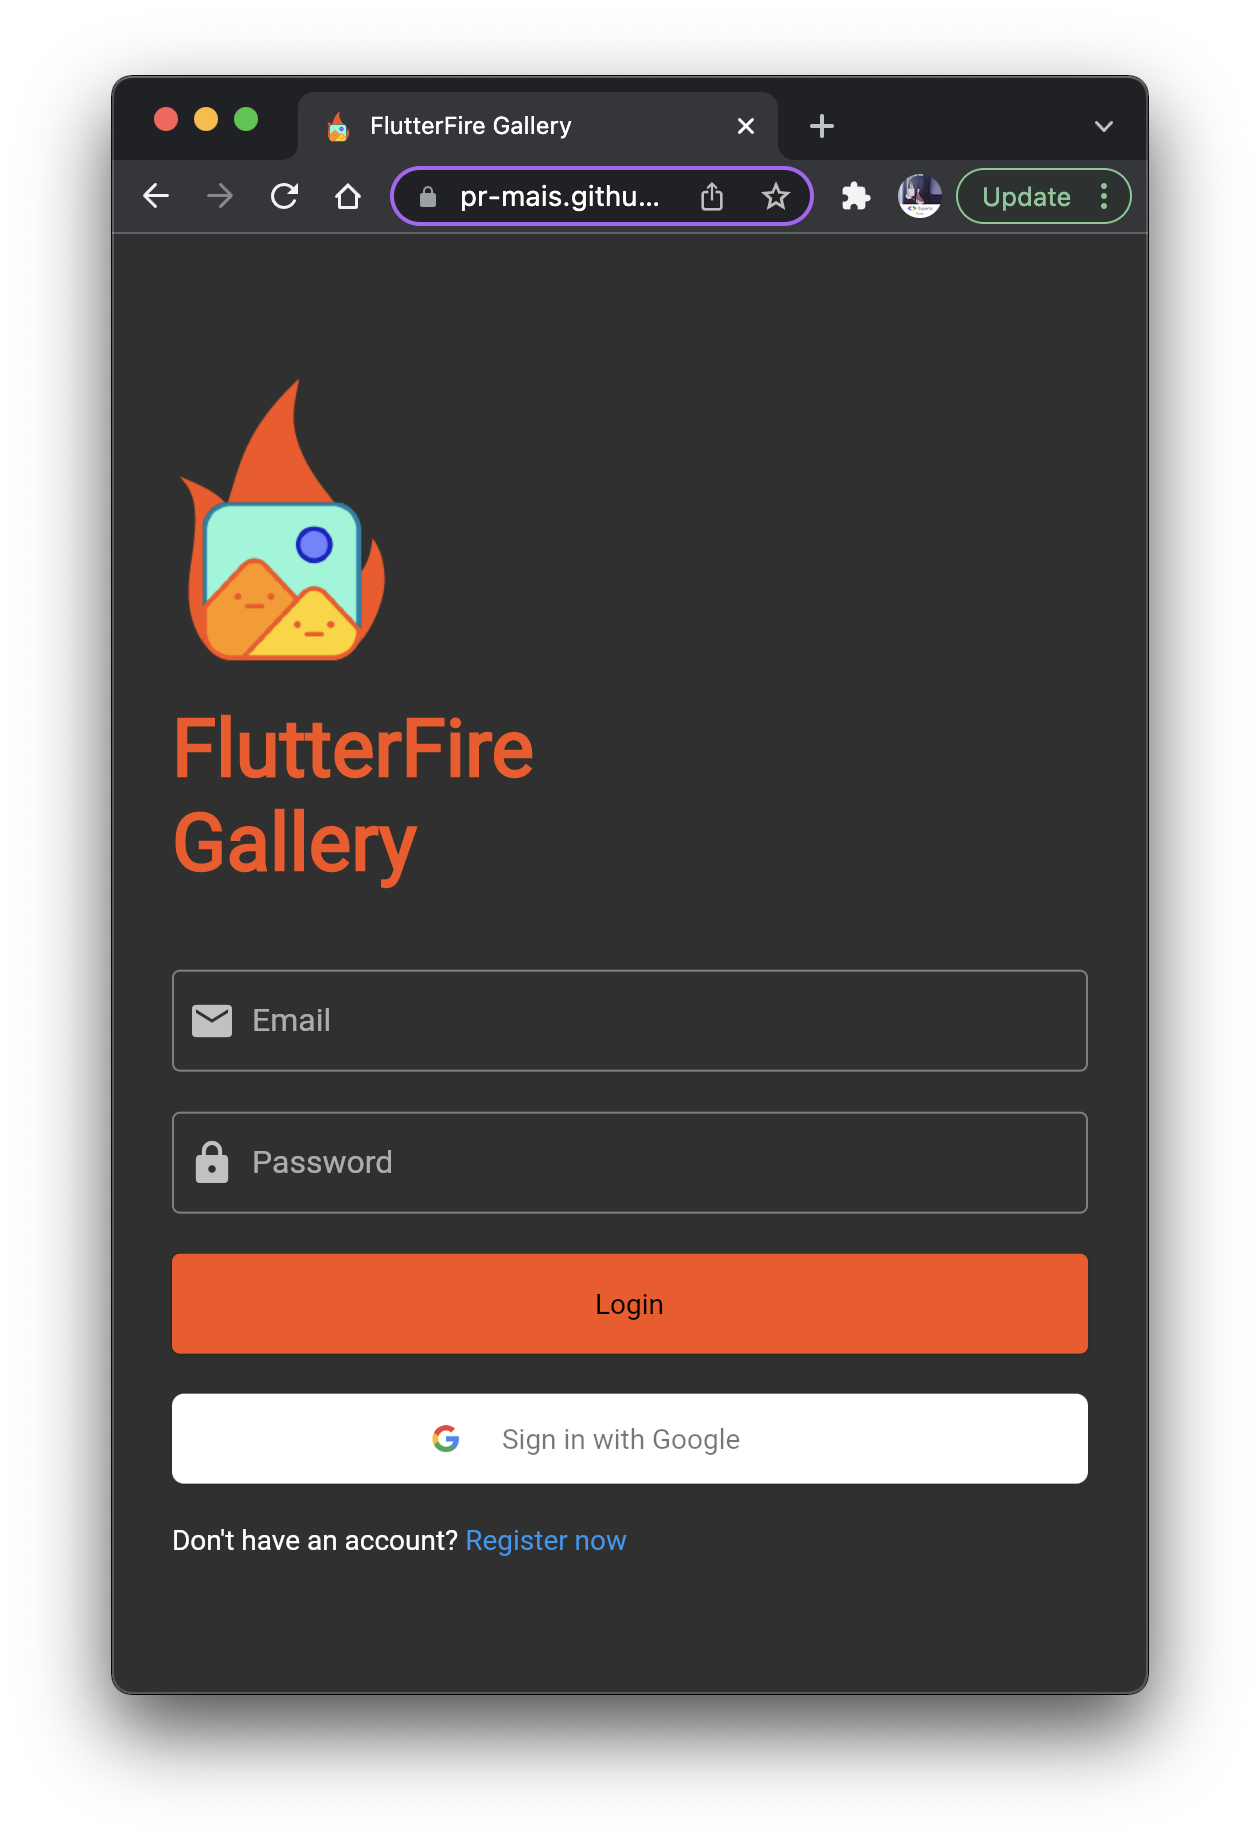 FlutterFire Gallery
pr-mais.githu...
Update
FlutterFire
Gallery
Email
Password
Login
Sign in with Google
Don't have an account? Register now